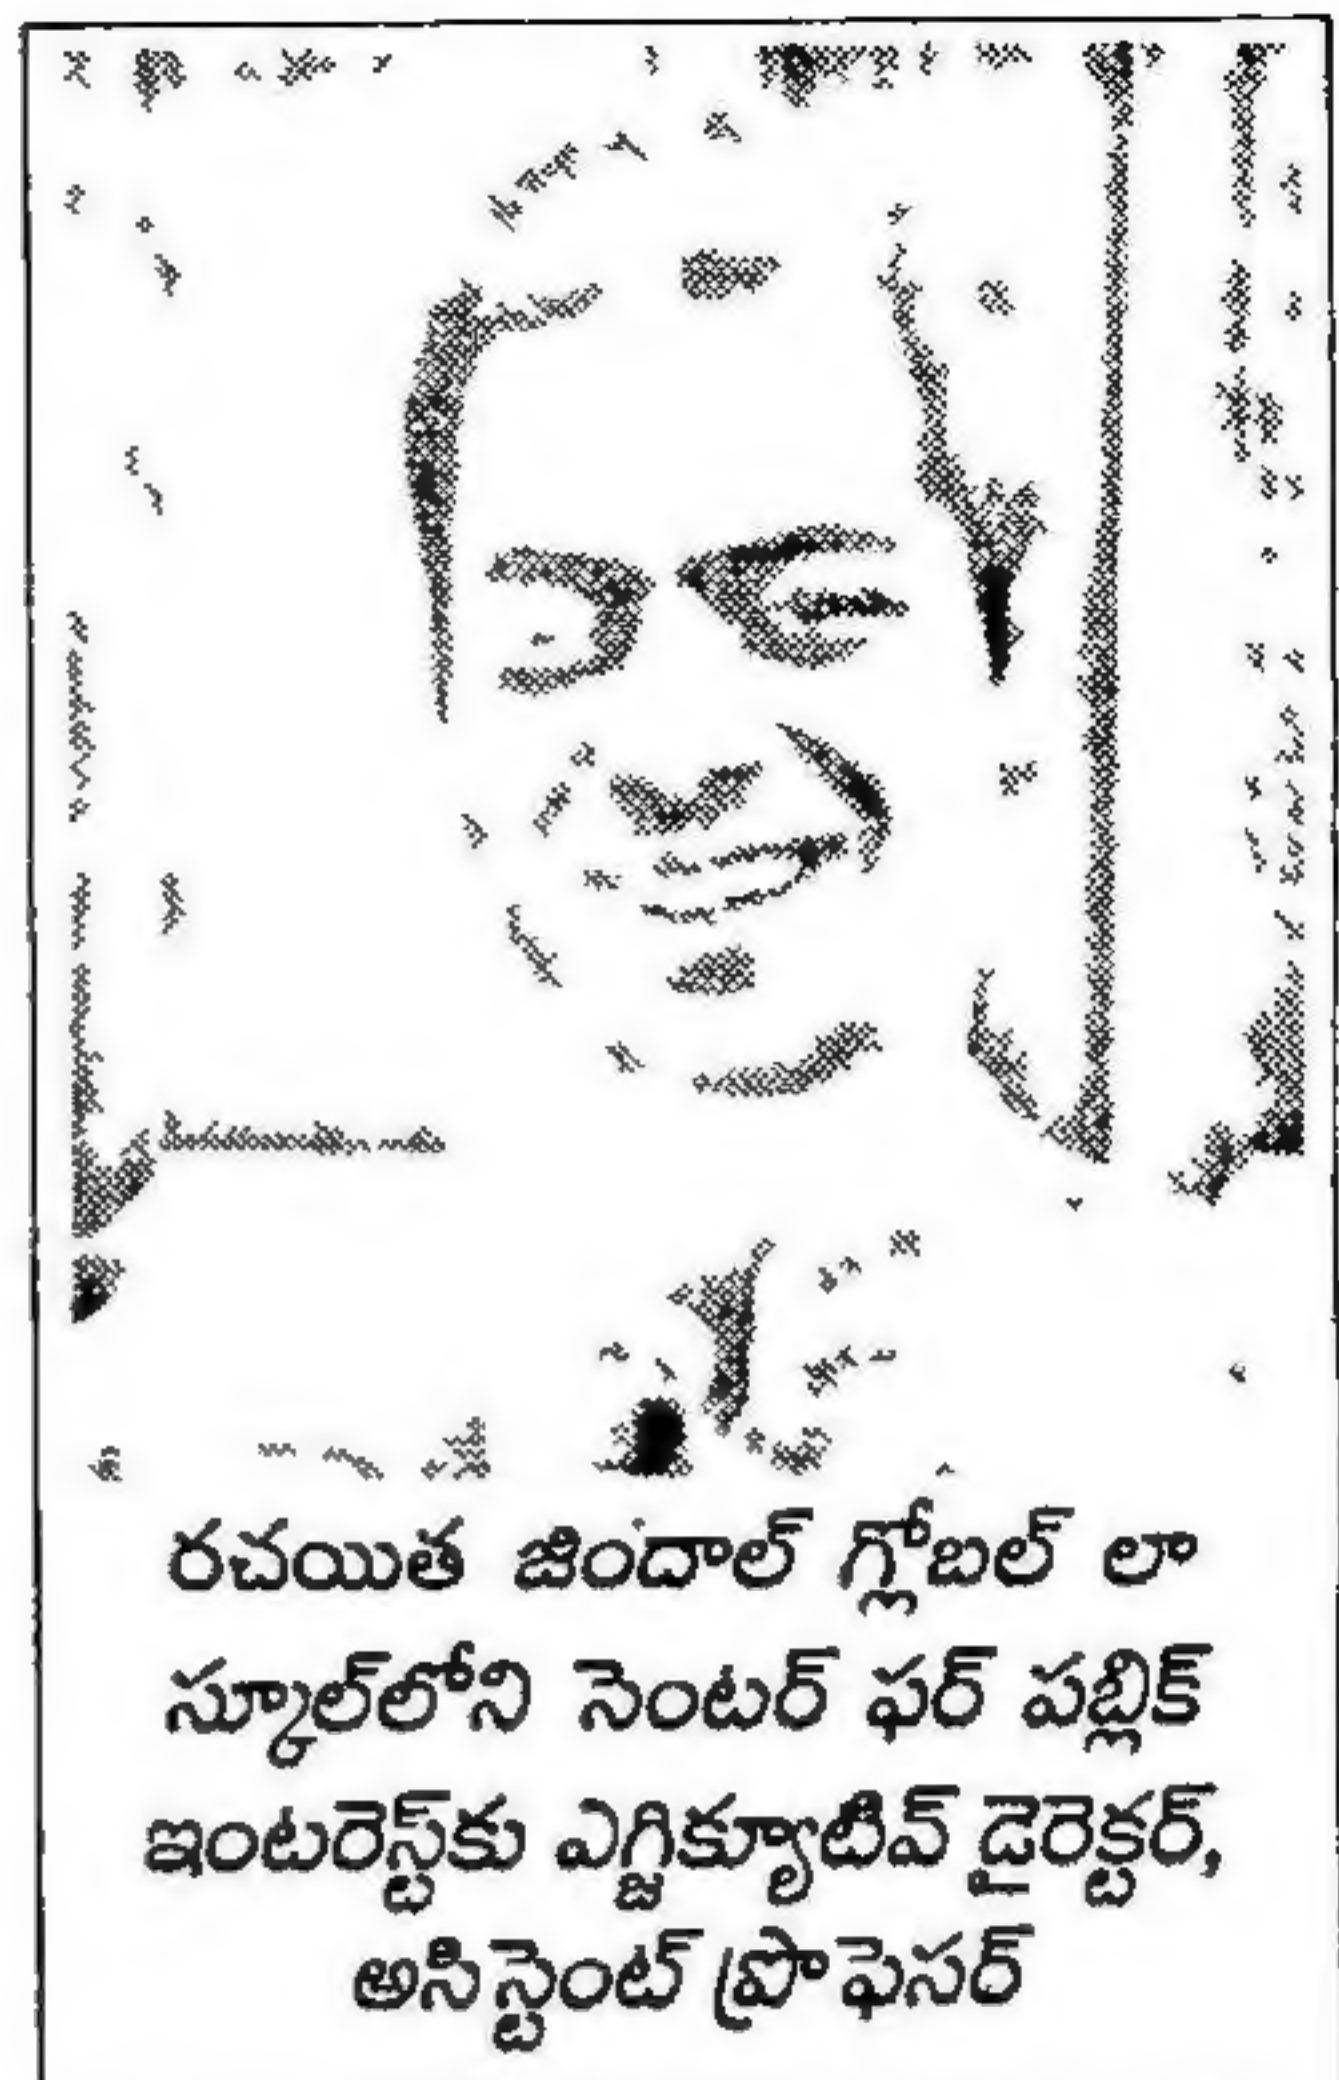 రచయిత జిందాల్ గ్లోబల్ లా
స్కూల్‌లోని సెంటర్ ఫర్ పబ్లిక్
ఇంటరెస్ట్‌కు ఎగ్జిక్యూటివ్ డైరెక్టర్,
అసిస్టెంట్ ప్రొఫెసర్